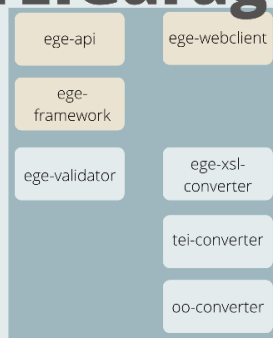 ege-api
ege-webclient
ege-
framework
ege-validator
ege-xsl-
converter
tei-converter
oo-converter